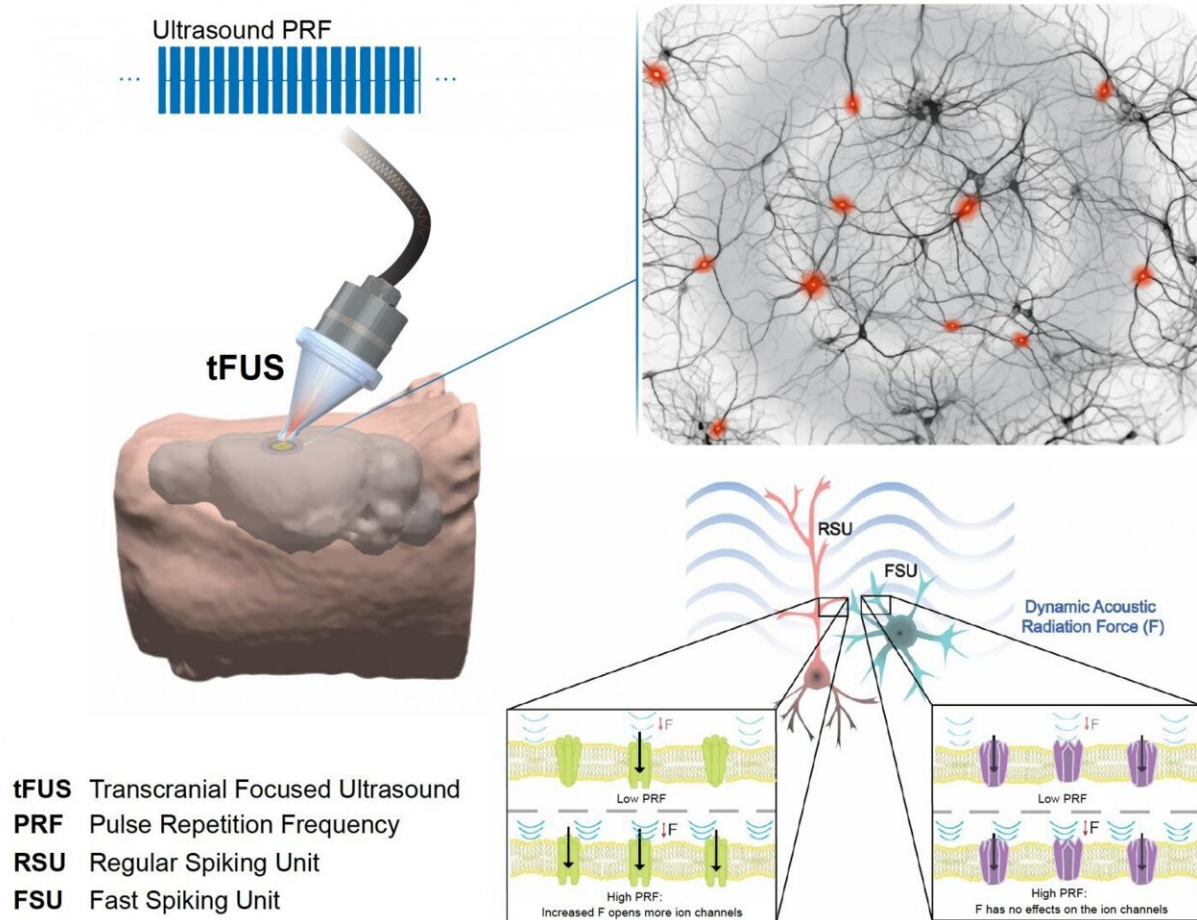 Ultrasound PRF
... ...
tFUS
RSU
FSU
Dynamic Acoustic
Radiation Force (F)
F
Low PRF
F
High PRF:
Increased F opens more ion channels
F
Low PRF
F
High PRF:
F has no effects on the ion channels
tFUS Transcranial Focused Ultrasound
PRF Pulse Repetition Frequency
RSU Regular Spiking Unit
FSU Fast Spiking Unit